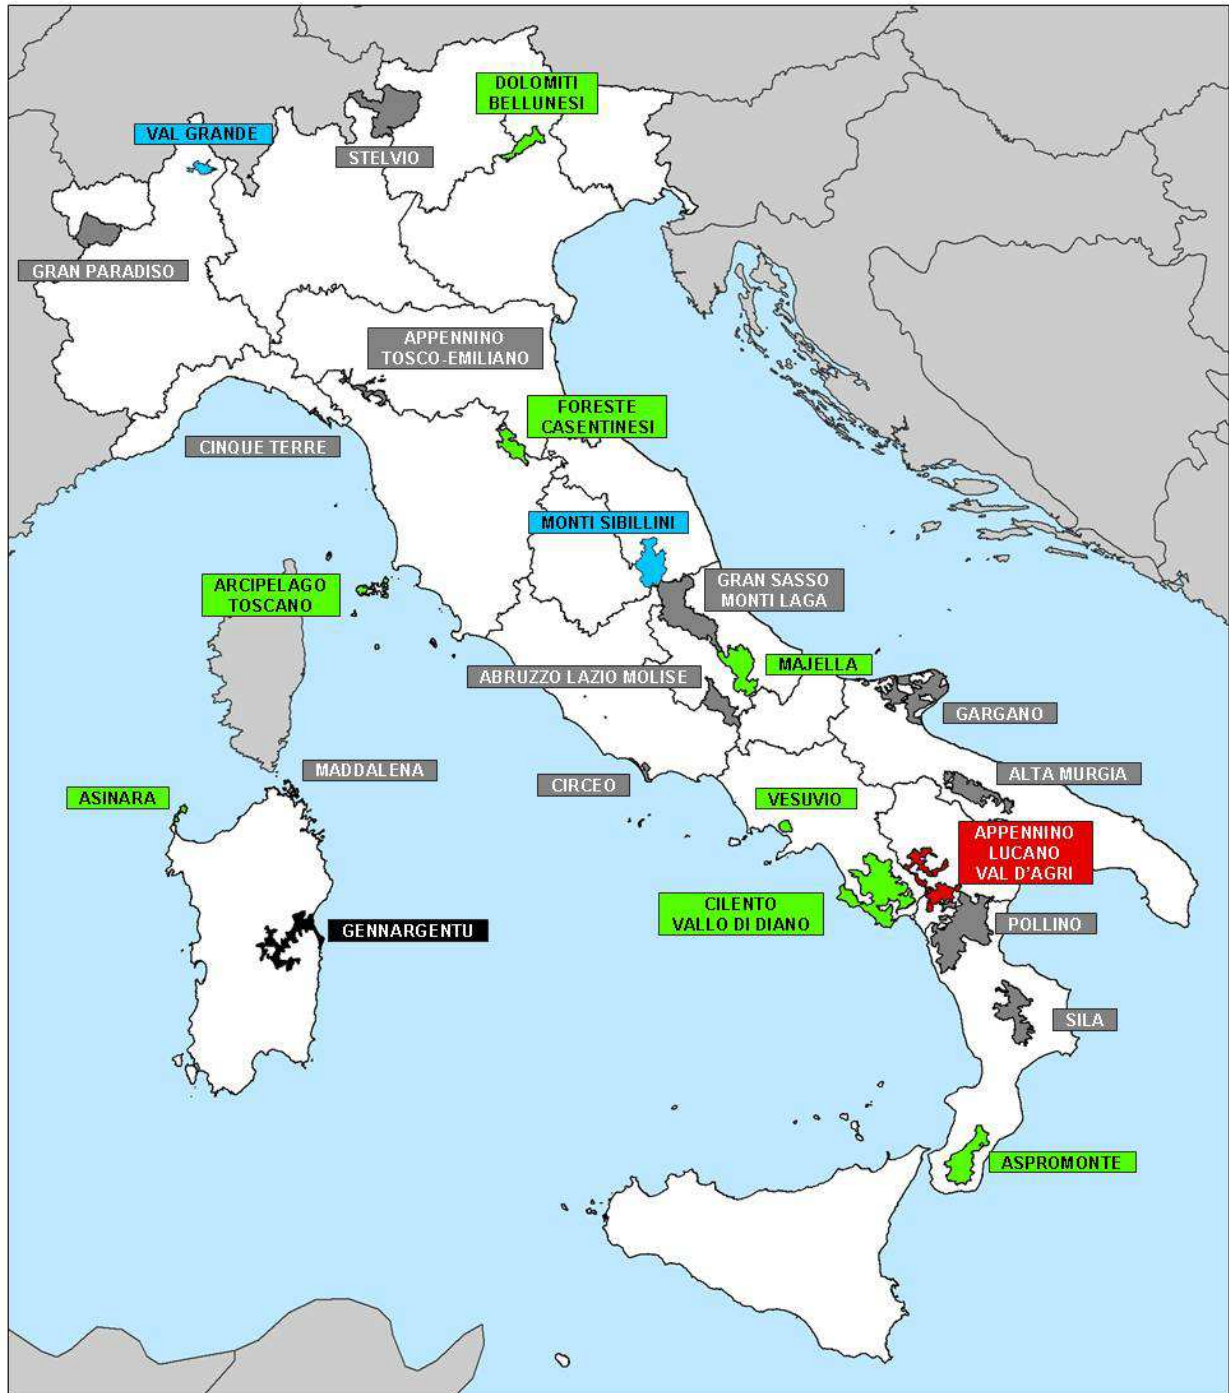 DOLOMITI
BELLUNESI
VAL GRANDE
STELVIO
GRAN PARADISO
APPENNINO
TOSCO-EMILIANO
FORESTE
CASENTINESI
CINQUE TERRE
MONTI SIBILLINI
GRAN SASSO
MONTI LAGA
ARCIPELAGO
TOSCANO
MAJELLA
ABRUZZO LAZIO MOLISE
GARGANO
MADDALENA
CIRCEO
ALTA MURGIA
ASINARA
VESUVIO
APPENNINO
LUCANO
VAL D'AGRI
CILENTO
VALLO DI DIANO
GENNARGENTU
POLLINO
SILA
ASPROMONTE